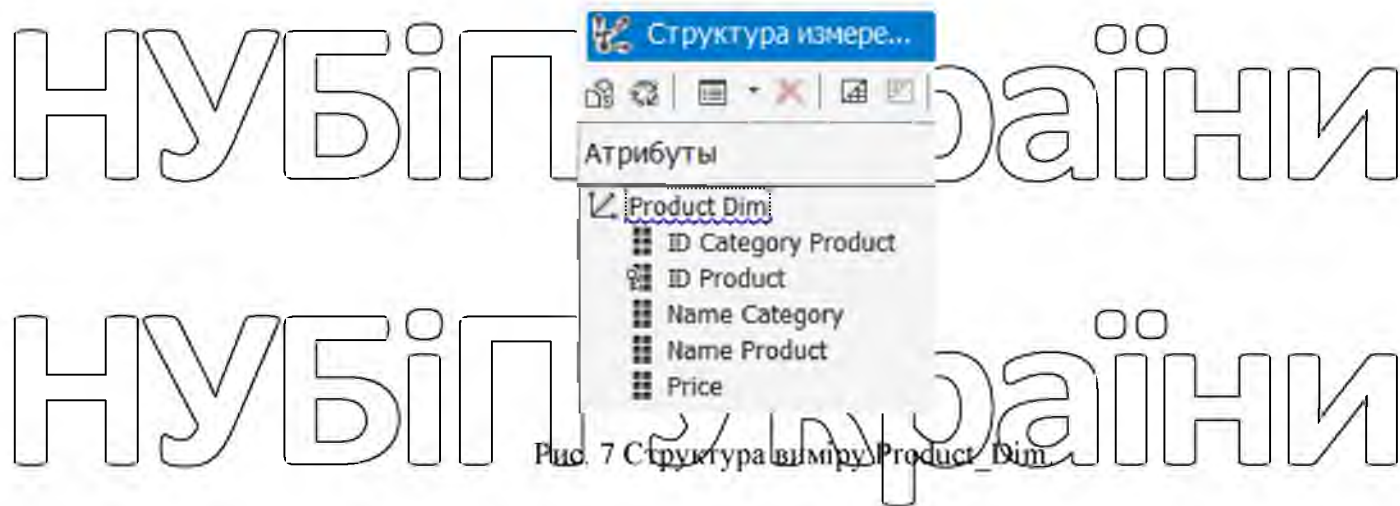 НУБіП України
Структура измере...
Атрибуты
Product Dim
ID Category Product
ID Product
Name Category
Name Product
Price
НУБіП України
Рис. 7 Структура виміру Product_Dim